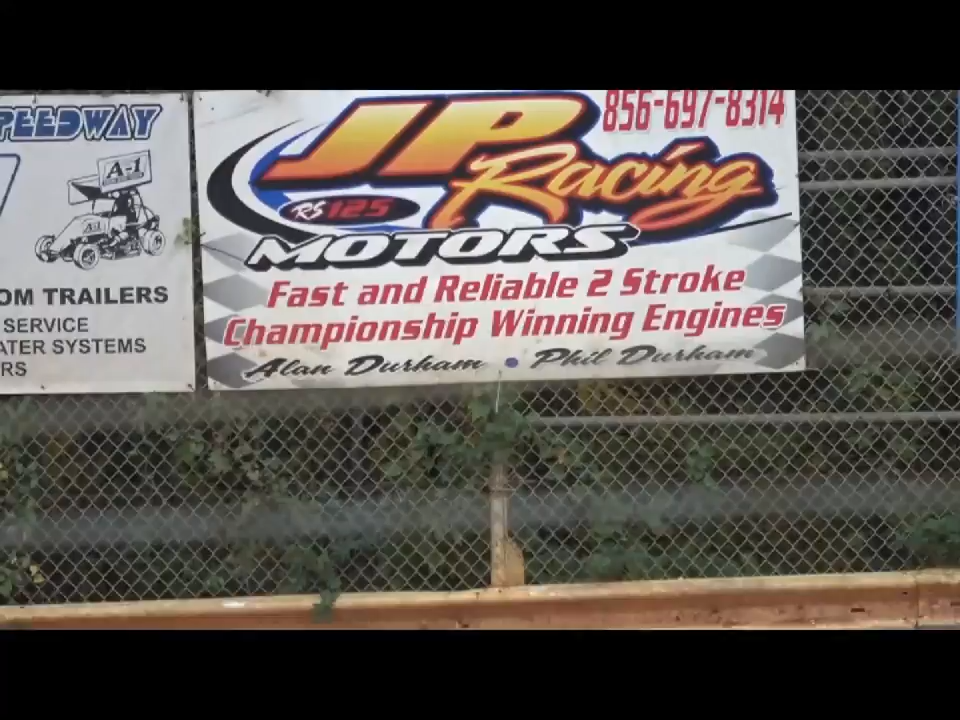 PEEDWAY
A-1
A-1
OM TRAILERS
SERVICE
ATER SYSTEMS
RS
856-697-8314
JP
Racing
RS 125
MOTORS
Fast and Reliable 2 Stroke
Championship Winning Engines
Alan Durham • Phil Durham